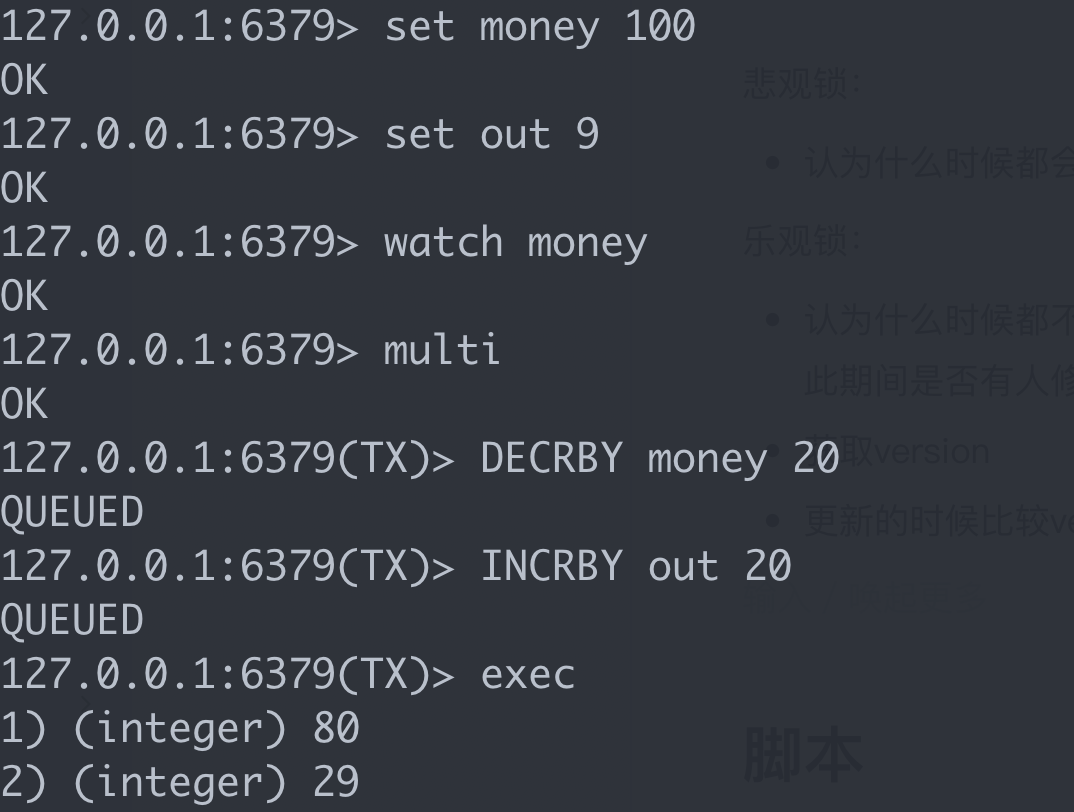 127.0.0.1:6379> set money 100
OK
悲观锁：
127.0.0.1:6379> set out 9
OK
认为什么时候都会
127.0.0.1:6379> watch money
乐观锁：
OK
127.0.0.1:6379> multi
认为什么时候都不
OK
此期间是否有人修
127.0.0.1:6379(TX)> DECRBY money 20
取version
QUEUED
更新的时候比较ve
127.0.0.1:6379(TX)> INCRBY out 20
QUEUED
127.0.0.1:6379(TX)> exec
1) (integer) 80
脚本
2) (integer) 29